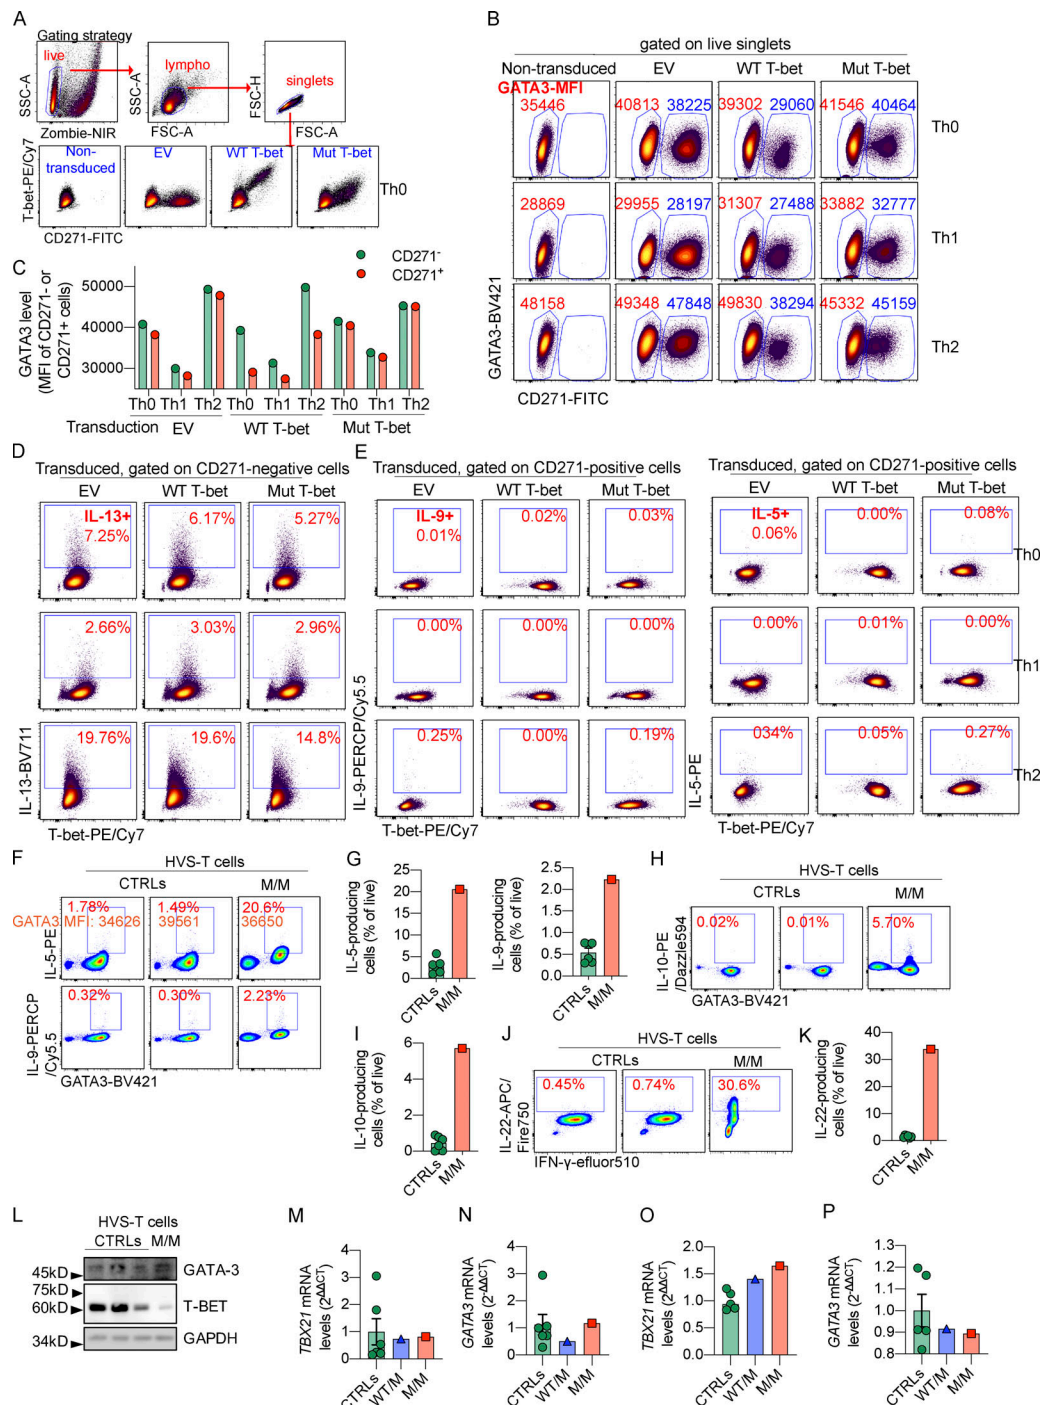 A
Gating strategy
live
lympho
singlets
SSC-A
SSC-A
FSC-H
Zombie-NIR
FSC-A
FSC-A
Non-transduced
EV
WT T-bet
Mut T-bet
T-bet-PE/Cy7
Th0
CD271-FITC
B
gated on live singlets
Non-transduced
EV
WT T-bet
Mut T-bet
GATA3-MFI
35446
40813 38225
39302 29060
41546 40464
Th0
28869
29955 28197
31307 27488
33882 32777
Th1
48158
49348 47848
49830 38294
45332 45159
Th2
GATA3-BV421
CD271-FITC
C
CD271-
CD271+
GATA3 level
(MFI of CD271- or
CD271+ cells)
50000
40000
30000
Th0 Th1 Th2 Th0 Th1 Th2 Th0 Th1 Th2
Transduction EV WT T-bet Mut T-bet
D
Transduced, gated on CD271-negative cells
EV WT T-bet Mut T-bet
IL-13+
7.25%
6.17%
5.27%
2.66%
3.03%
2.96%
19.76%
19.6%
14.8%
IL-13-BV711
T-bet-PE/Cy7
E
Transduced, gated on CD271-positive cells
EV WT T-bet Mut T-bet
IL-9+
0.01%
0.02%
0.03%
0.00%
0.00%
0.00%
0.25%
0.00%
0.19%
IL-9-PERCP/Cy5.5
T-bet-PE/Cy7
Transduced, gated on CD271-positive cells
EV WT T-bet Mut T-bet
IL-5+
0.06%
0.00%
0.08%
Th0
0.00%
0.01%
0.00%
Th1
034%
0.05%
0.27%
Th2
IL-5-PE
T-bet-PE/Cy7
F
HVS-T cells
CTRLs M/M
1.78%
1.49%
20.6%
GATA3 MFI: 34626
39561
36650
IL-5-PE
0.32%
0.30%
2.23%
IL-9-PERCP
/Cy5.5
GATA3-BV421
G
IL-5-producing
cells (% of live)
25
20
15
10
5
0
CTRLs
M/M
IL-9-producing
cells (% of live)
2.5
2.0
1.5
1.0
0.5
0.0
CTRLs
M/M
H
HVS-T cells
CTRLs M/M
0.02%
0.01%
5.70%
IL-10-PE
/Dazzle594
GATA3-BV421
I
IL-10-producing
cells (% of live)
6
4
2
0
CTRLs
M/M
J
HVS-T cells
CTRLs M/M
0.45%
0.74%
30.6%
IL-22-APC/
Fire750
IFN-γ-efluor510
K
IL-22-producing
cells (% of live)
40
30
20
10
0
CTRLs
M/M
L
HVS-T cells
CTRLs M/M
45kD
GATA-3
75kD
60kD
T-BET
34kD
GAPDH
M
TBX21 mRNA
levels (2^ΔΔCT)
4
3
2
1
0
CTRLs
WT/M
M/M
N
GATA3 mRNA
levels (2^-ΔΔCT)
4
3
2
1
0
CTRLs
WT/M
M/M
O
TBX21 mRNA
levels (2^ΔΔCT)
2.0
1.5
1.0
0.5
0.0
CTRLs
WT/M
M/M
P
GATA3 mRNA
levels (2^-ΔΔCT)
1.3
1.2
1.1
1.0
0.9
0.8
CTRLs
WT/M
M/M